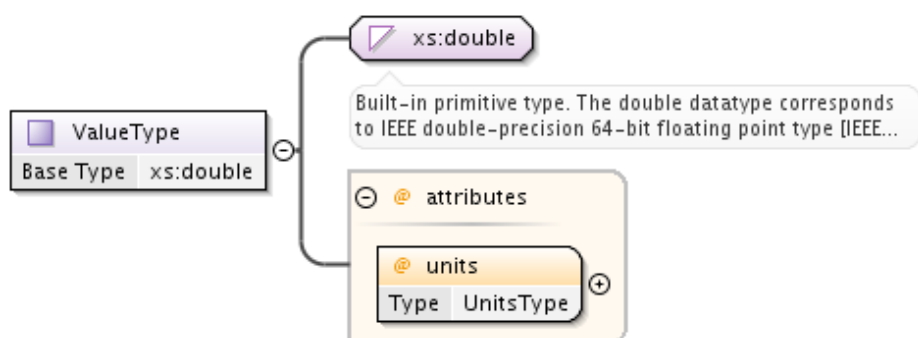 xs:double
Built-in primitive type. The double datatype corresponds
to IEEE double-precision 64-bit floating point type [IEEE...
ValueType
Base Type xs:double
@ attributes
@ units
Type UnitsType